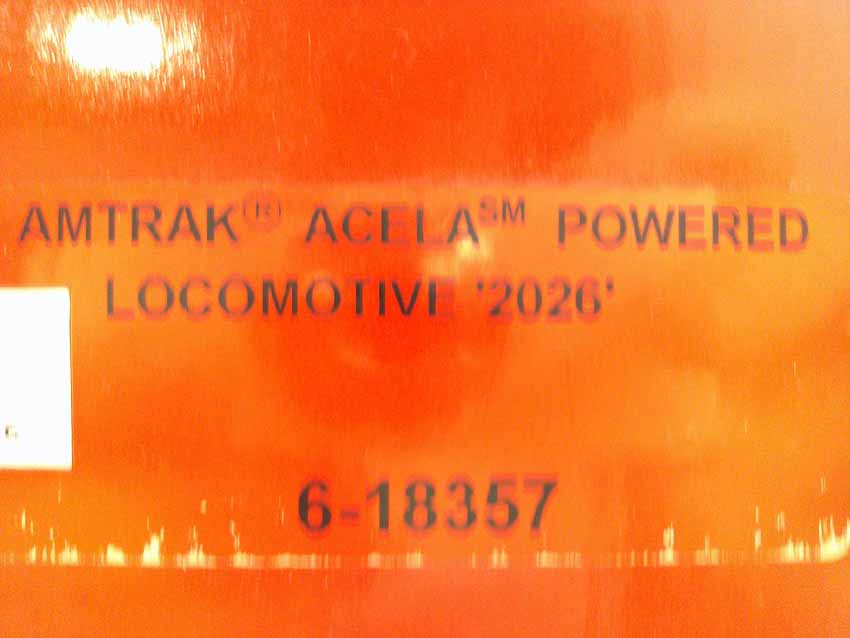 AMTRAK® ACELA℠ POWERED
LOCOMOTIVE '2026'
6-18357